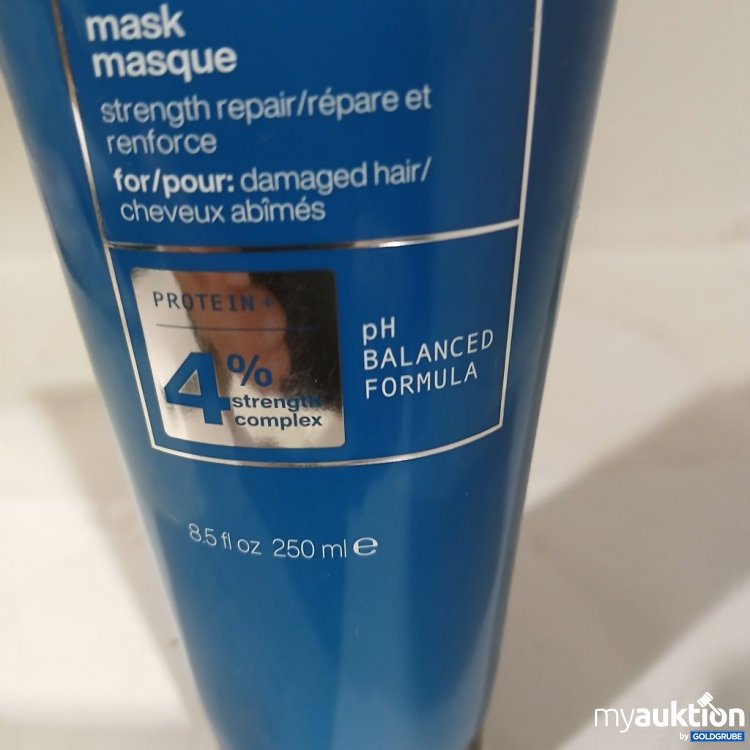 mask
masque
strength repair/répare et
renforce
for/pour: damaged hair/
cheveux abîmés
PROTEIN +
4%
strength
complex
pH
BALANCED
FORMULA
8.5 fl oz 250 ml e
myauktion
by GOLDGRUBE